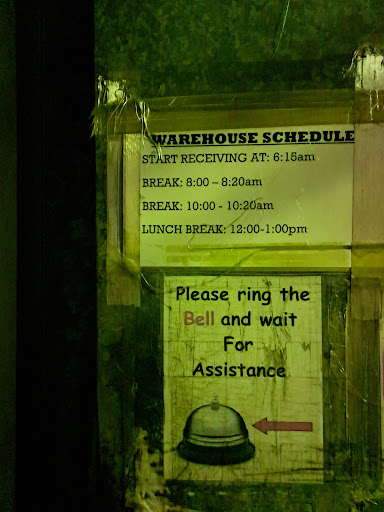 WAREHOUSE SCHEDULE
START RECEIVING AT: 6:15am
BREAK: 8:00 – 8:20am
BREAK: 10:00 - 10:20am
LUNCH BREAK: 12:00-1:00pm
Please ring the
Bell and wait
For
Assistance